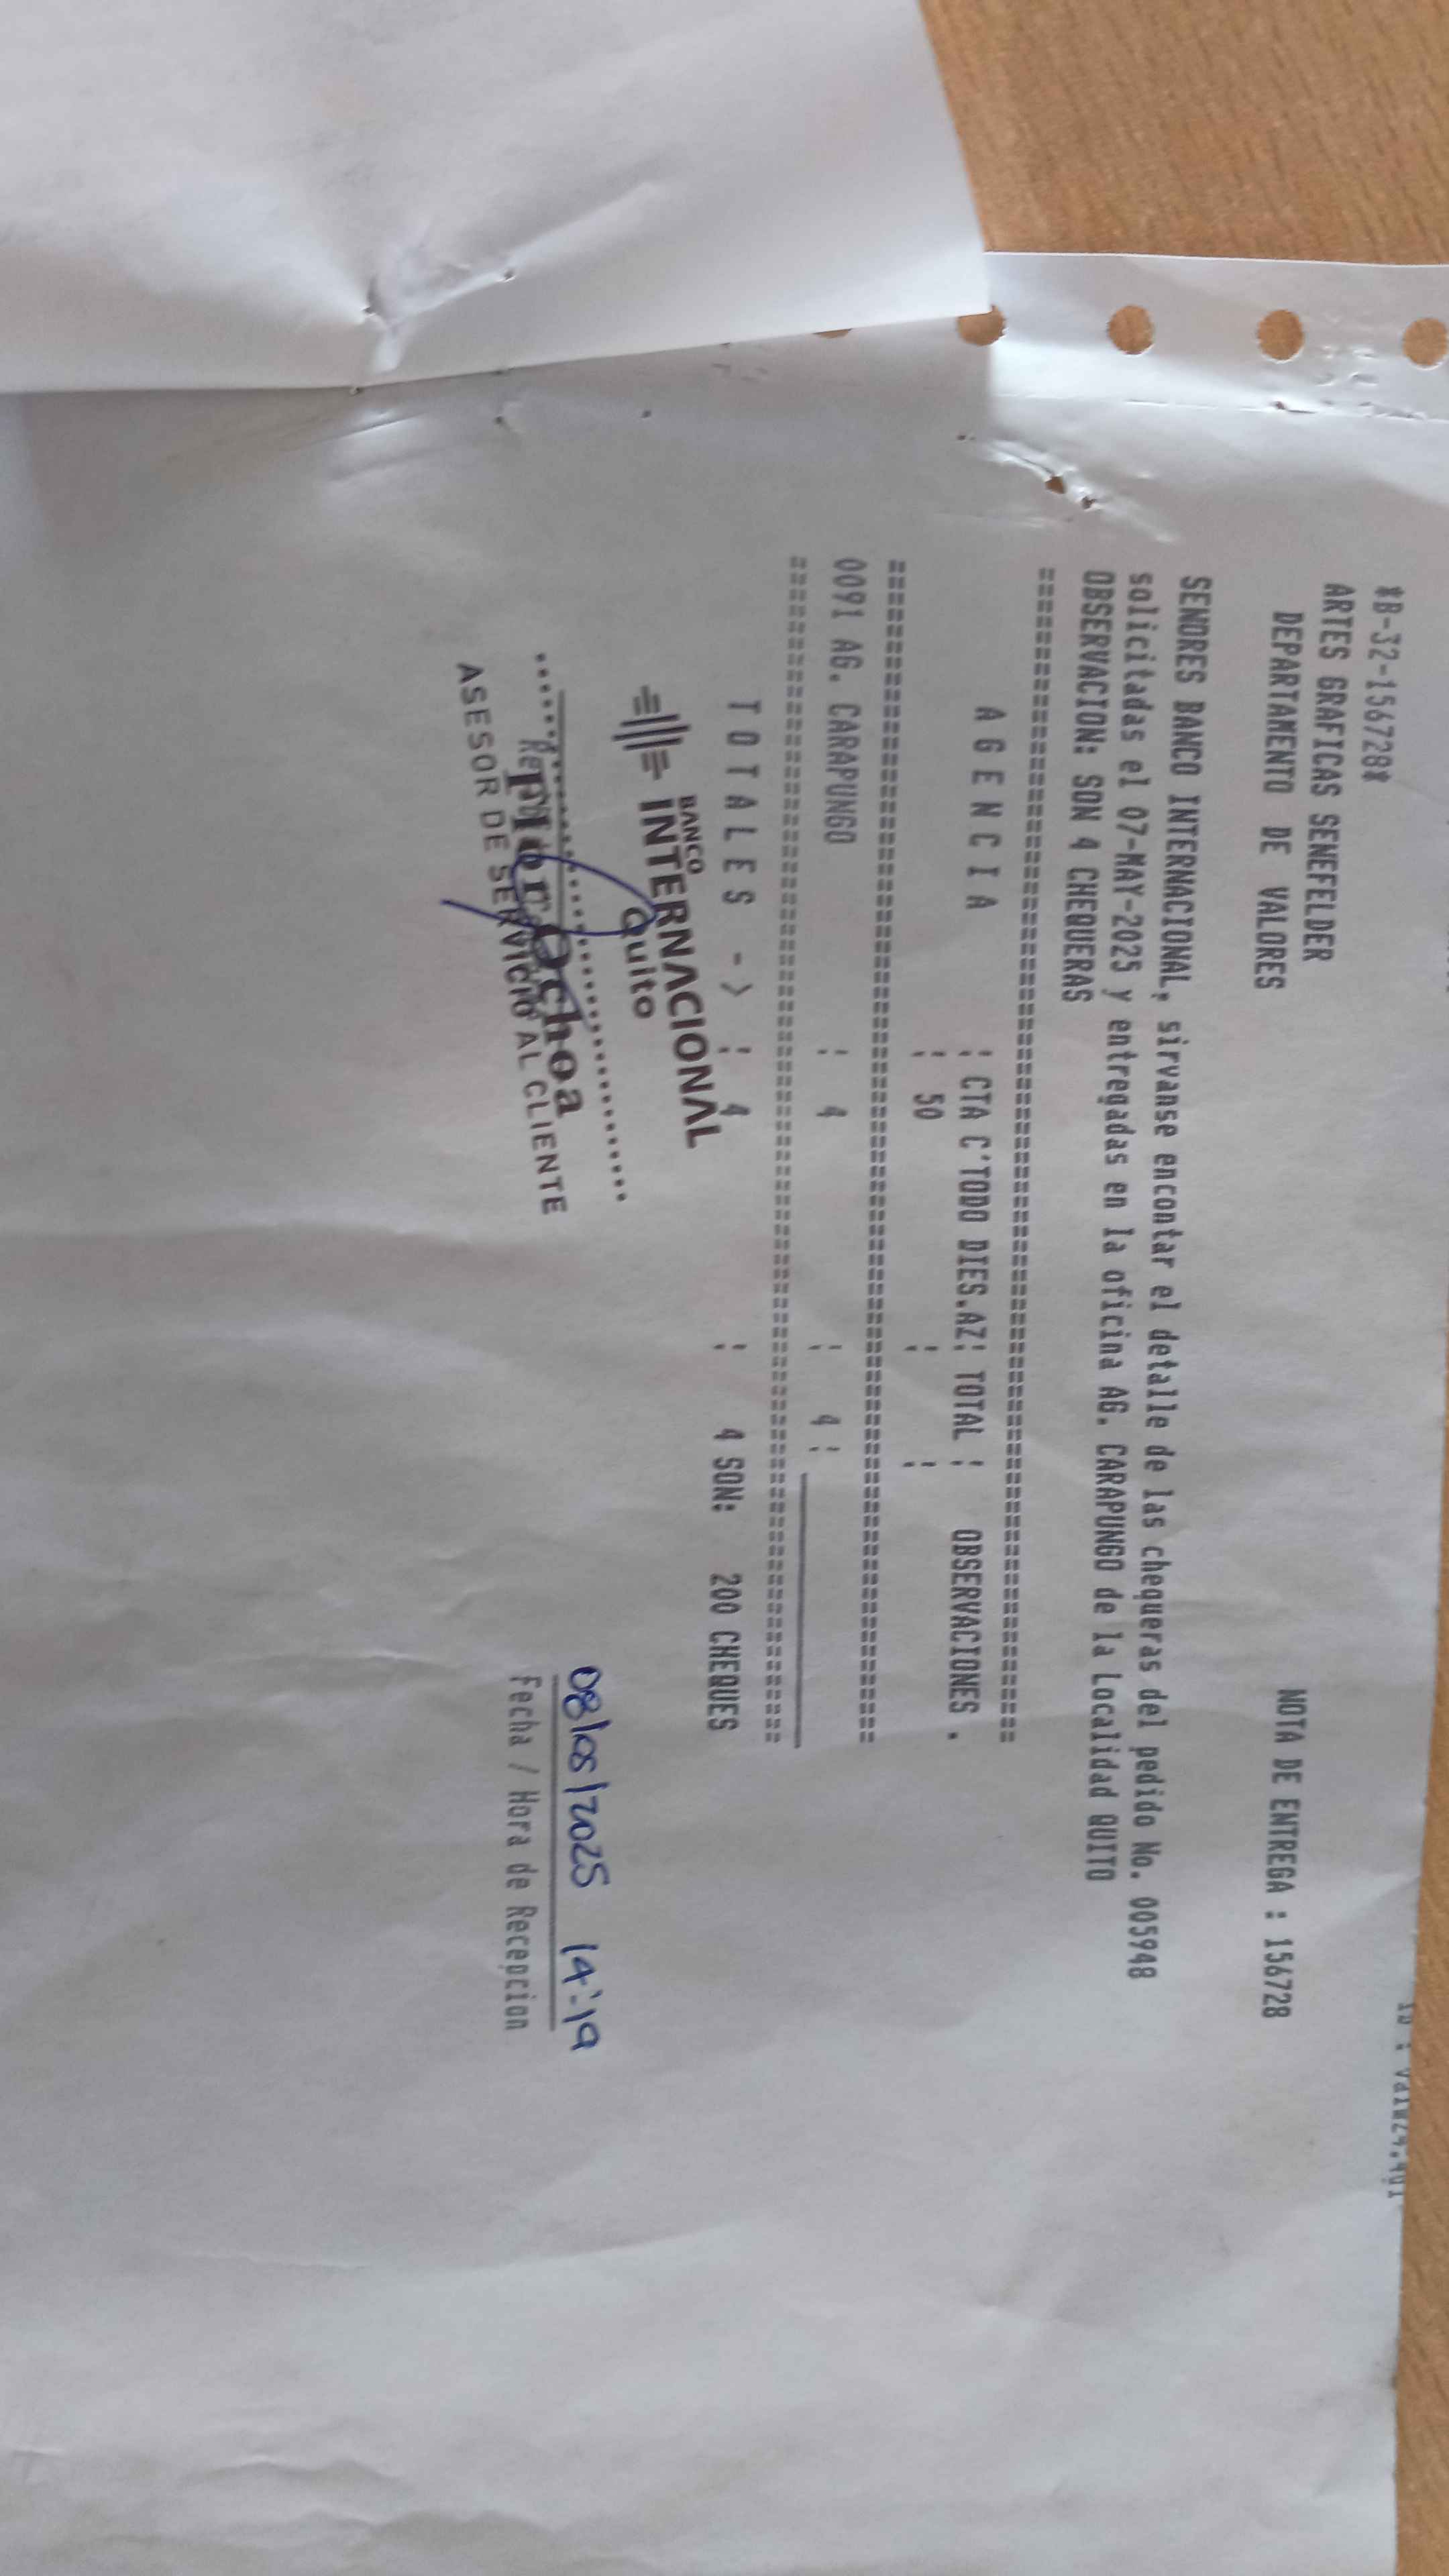 *B-32-156728*
ARTES GRAFICAS SENEFELDER
DEPARTAMENTO DE VALORES NOTA DE ENTREGA : 156728
SENORES BANCO INTERNACIONAL, sirvanse encontar el detalle de las chequeras del pedido No. 005948
solicitadas el 07-MAY-2025 y entregadas en la oficina AG. CARAPUNGO de la Localidad QUITO
OBSERVACION: SON 4 CHEQUERAS
A G E N C I A : CTA C'TODO DIES.AZ: TOTAL : OBSERVACIONES .
: 50 : :
0091 AG. CARAPUNGO : 4 : 4 :
T O T A L E S - > : 4 : 4 SON: 200 CHEQUES
BANCO
INTERNACIONAL
Quito
08/05/2025 14:19
Fecha / Hora de Recepcion
Ochoa
ASESOR DE SERVICIO AL CLIENTE